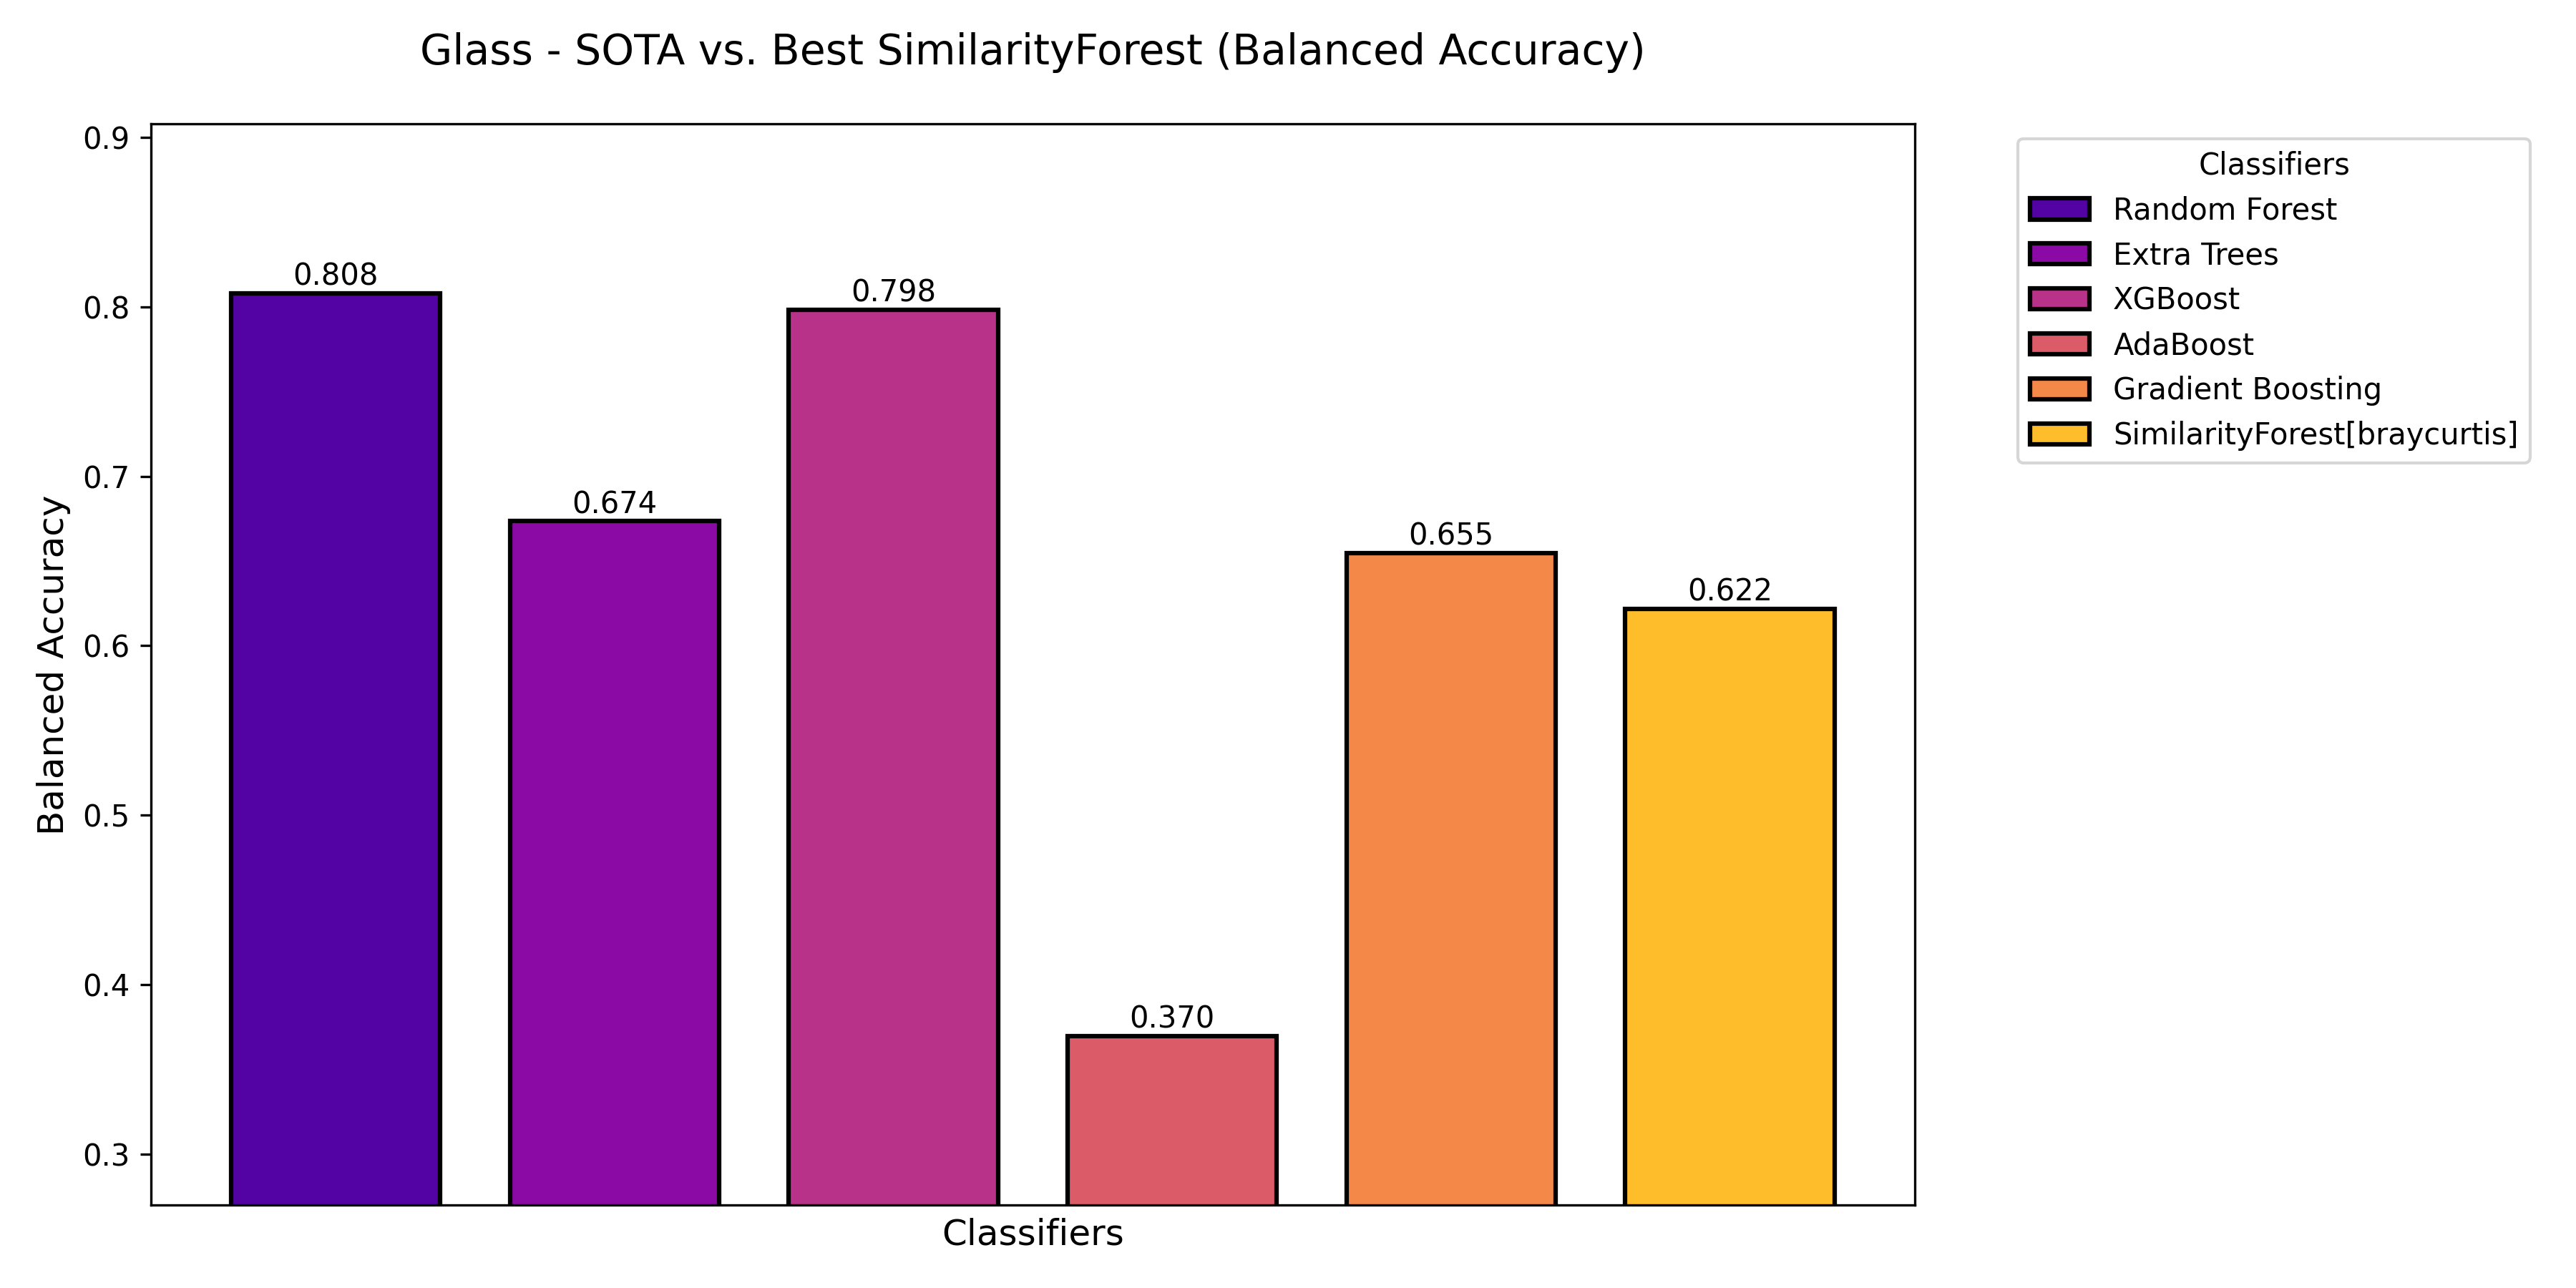 Glass - SOTA vs. Best SimilarityForest (Balanced Accuracy)
Balanced Accuracy
0.9
0.8
0.7
0.6
0.5
0.4
0.3
0.808
0.674
0.798
0.370
0.655
0.622
Classifiers
Classifiers
Random Forest
Extra Trees
XGBoost
AdaBoost
Gradient Boosting
SimilarityForest[braycurtis]